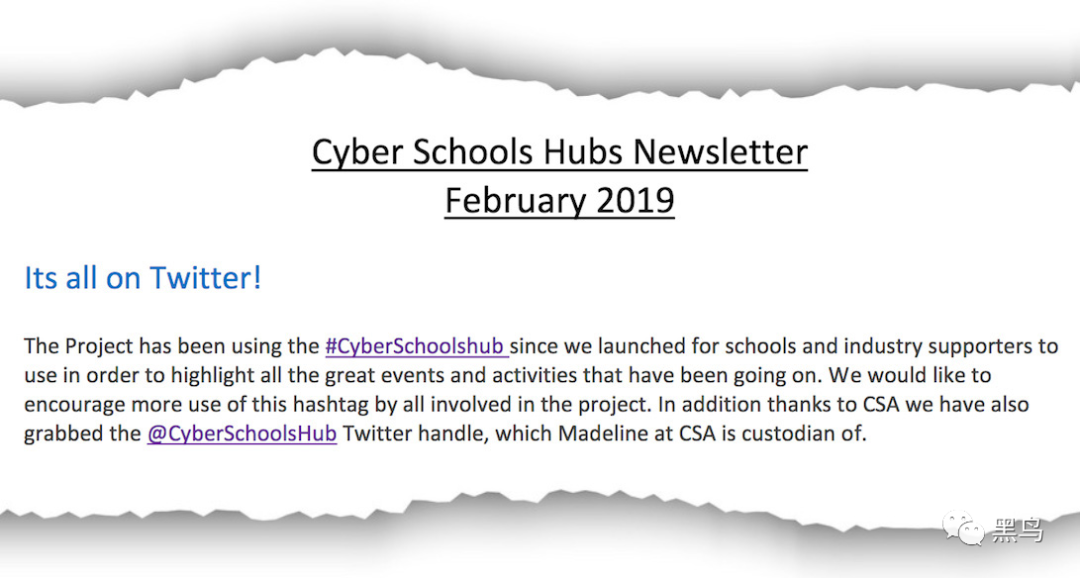 Cyber Schools Hubs Newsletter
February 2019
Its all on Twitter!
The Project has been using the #CyberSchoolshub since we launched for schools and industry supporters to
use in order to highlight all the great events and activities that have been going on. We would like to
encourage more use of this hashtag by all involved in the project. In addition thanks to CSA we have also
grabbed the @CyberSchoolsHub Twitter handle, which Madeline at CSA is custodian of.
黑鸟